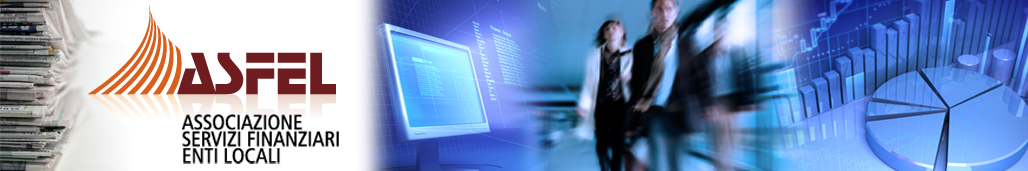 ASFEL
ASSOCIAZIONE
SERVIZI FINANZIARI
ENTI LOCALI